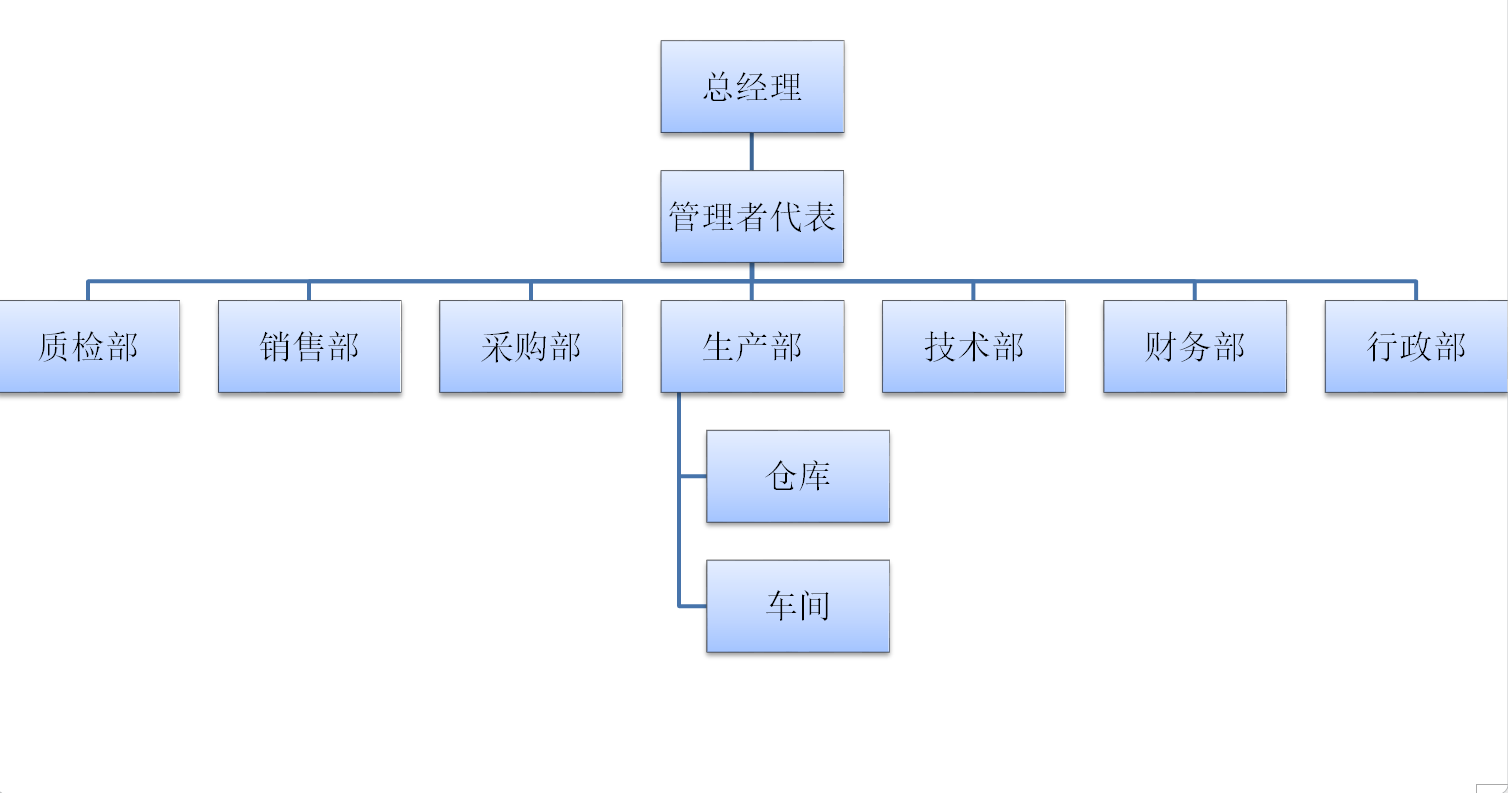 总经理
管理者代表
质检部
销售部
采购部
生产部
技术部
财务部
行政部
仓库
车间